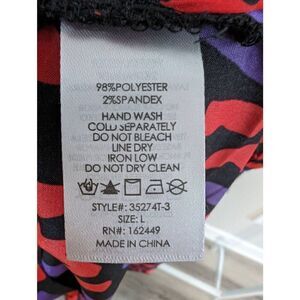 98%POLYESTER
2%SPANDEX
HAND WASH
COLD SEPARATELY
DO NOT BLEACH
LINE DRY
IRON LOW
DO NOT DRY CLEAN
STYLE#: 35274T-3
SIZE: L
RN#: 162449
MADE IN CHINA